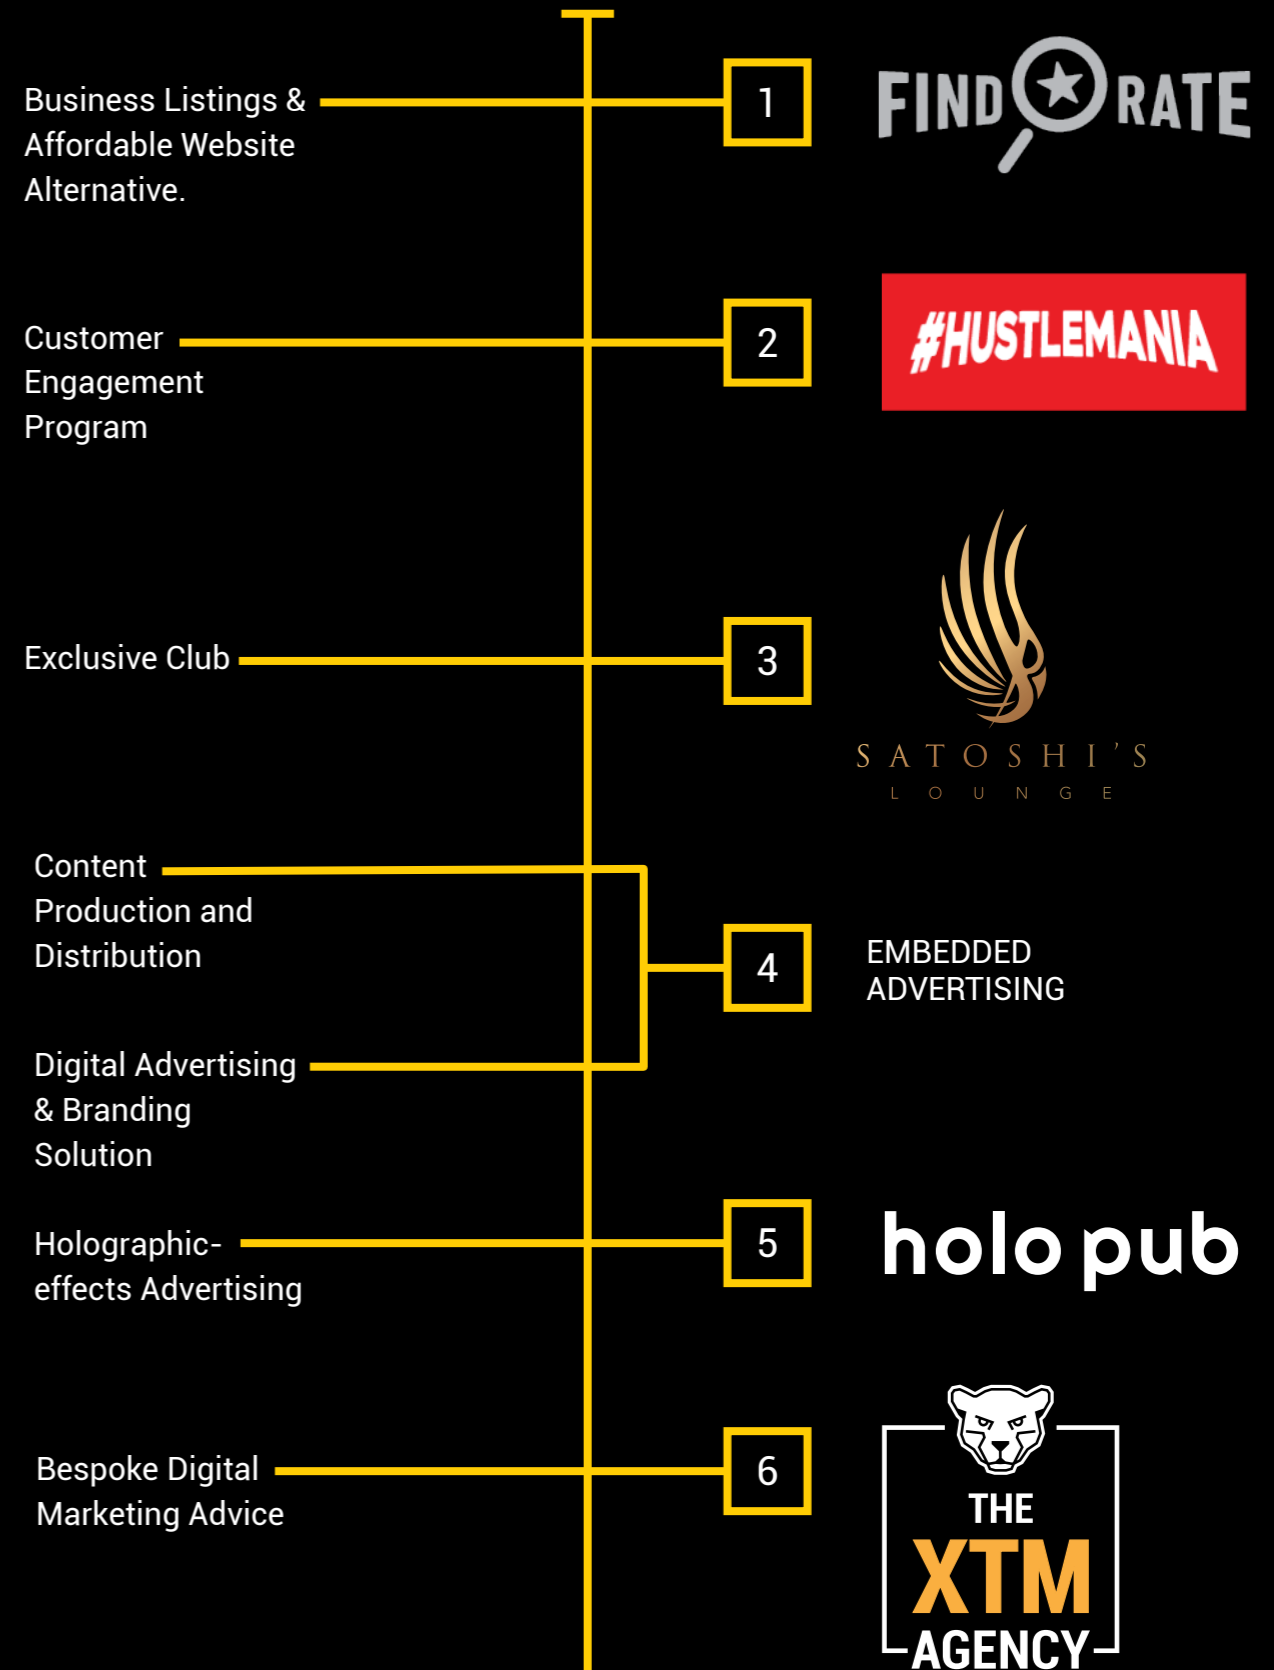 Business Listings &
Affordable Website
Alternative.
1
FIND RATE
Customer
Engagement
Program
2
#HUSTLEMANIA
Exclusive Club
3
SATOSHI'S
LOUNGE
Content
Production and
Distribution
Digital Advertising
& Branding
Solution
4
EMBEDDED
ADVERTISING
Holographic-
effects Advertising
5
holo pub
Bespoke Digital
Marketing Advice
6
THE
XTM
AGENCY